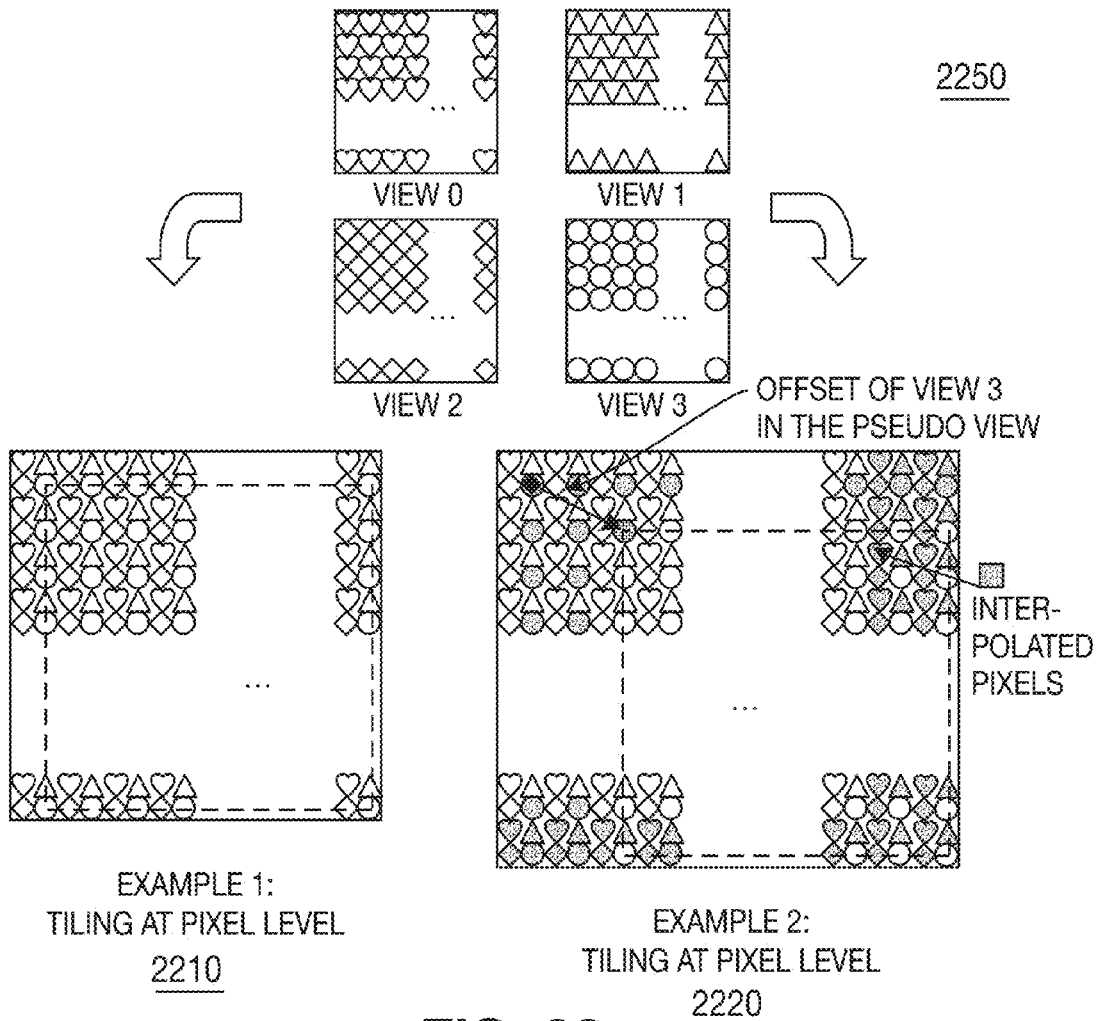 2250
...
...
VIEW 0
VIEW 1
...
...
VIEW 2
VIEW 3
OFFSET OF VIEW 3
IN THE PSEUDO VIEW
INTER-
POLATED
PIXELS
...
...
EXAMPLE 1:
TILING AT PIXEL LEVEL
2210
EXAMPLE 2:
TILING AT PIXEL LEVEL
2220